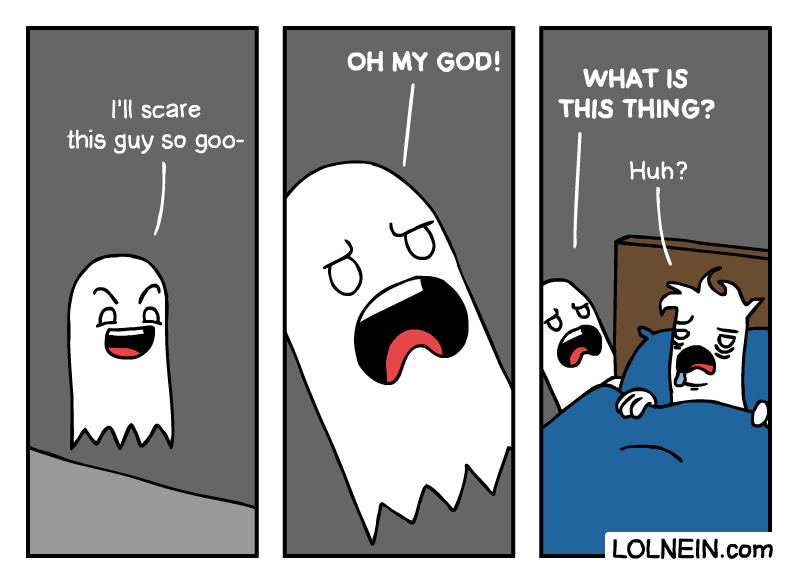 I'll scare
this guy so goo-
OH MY GOD!
WHAT IS
THIS THING?
Huh?
LOLNEIN.com